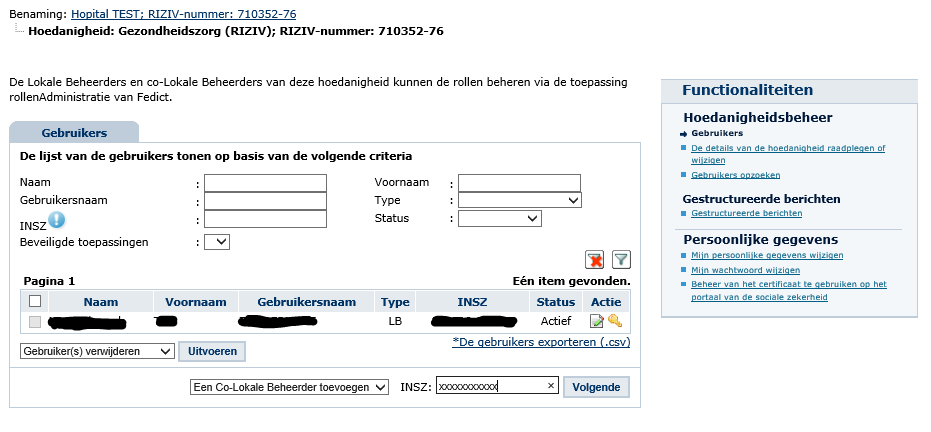 Benaming: Hopital TEST; RIZIV-nummer: 710352-76
Hoedanigheid: Gezondheidszorg (RIZIV); RIZIV-nummer: 710352-76
De Lokale Beheerders en co-Lokale Beheerders van deze hoedanigheid kunnen de rollen beheren via de toepassing
rollenAdministratie van Fedict.
Gebruikers
De lijst van de gebruikers tonen op basis van de volgende criteria
Naam : Voornaam :
Gebruikersnaam : Type :
INSZ : Status :
Beveiligde toepassingen :
Pagina 1 Eén item gevonden.
Naam Voornaam Gebruikersnaam Type INSZ Status Actie
LB Actief
Gebruiker(s) verwijderen Uitvoeren *De gebruikers exporteren (.csv)
Een Co-Lokale Beheerder toevoegen INSZ: xxxxxxxxxxx × Volgende
Functionaliteiten
Hoedanigheidsbeheer
Gebruikers
De details van de hoedanigheid raadplegen of
wijzigen
Gebruikers opzoeken
Gestructureerde berichten
Gestructureerde berichten
Persoonlijke gegevens
Mijn persoonlijke gegevens wijzigen
Mijn wachtwoord wijzigen
Beheer van het certificaat te gebruiken op het
portaal van de sociale zekerheid